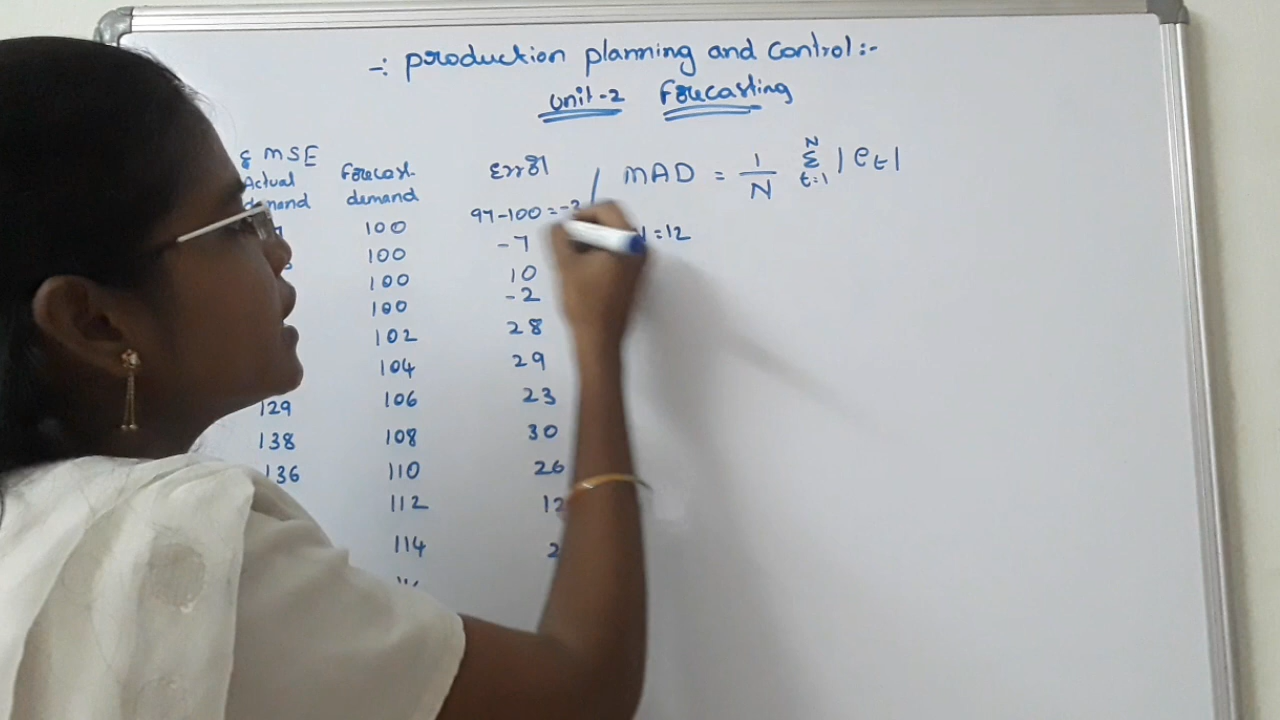 -: production planning and Control :-
Unit-2 Forecasting
& MSE
Actual demand Forecast demand Error MAD = 1/N Σ t=1 N |et|
100 97-100=-3 N=12
100 -7
100 10
100 -2
102 28
104 29
129 106 23
138 108 30
136 110 26
112 12
114